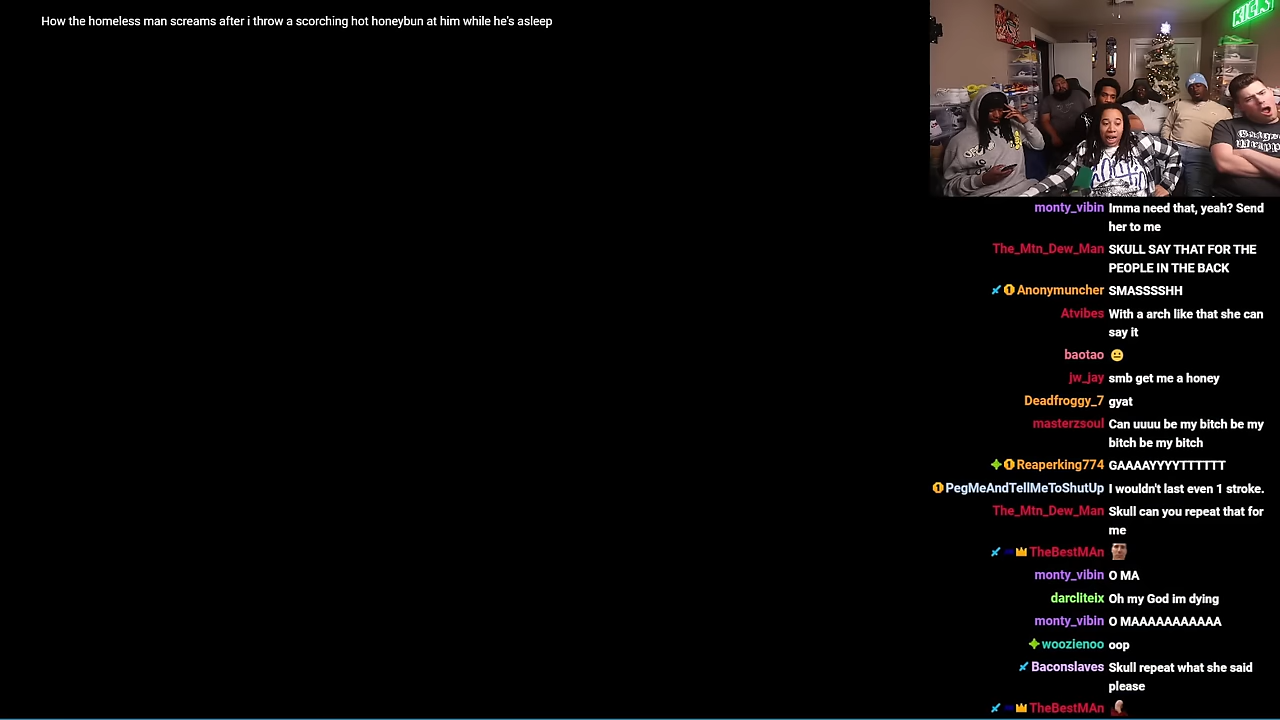 How the homeless man screams after i throw a scorching hot honeybun at him while he's asleep
KICKS
monty_vibin Imma need that, yeah? Send
her to me
The_Mtn_Dew_Man SKULL SAY THAT FOR THE
PEOPLE IN THE BACK
Anonymuncher SMASSSSHH
Atvibes With a arch like that she can
say it
baotao 😐
jw_jay smb get me a honey
Deadfroggy_7 gyat
masterzsoul Can uuuu be my bitch be my
bitch be my bitch
Reaperking774 GAAAAYYYYTTTTTT
PegMeAndTellMeToShutUp I wouldn't last even 1 stroke.
The_Mtn_Dew_Man Skull can you repeat that for
me
TheBestMAn
monty_vibin O MA
darcliteix Oh my God im dying
monty_vibin O MAAAAAAAAAAA
woozienoo oop
Baconslaves Skull repeat what she said
please
TheBestMAn